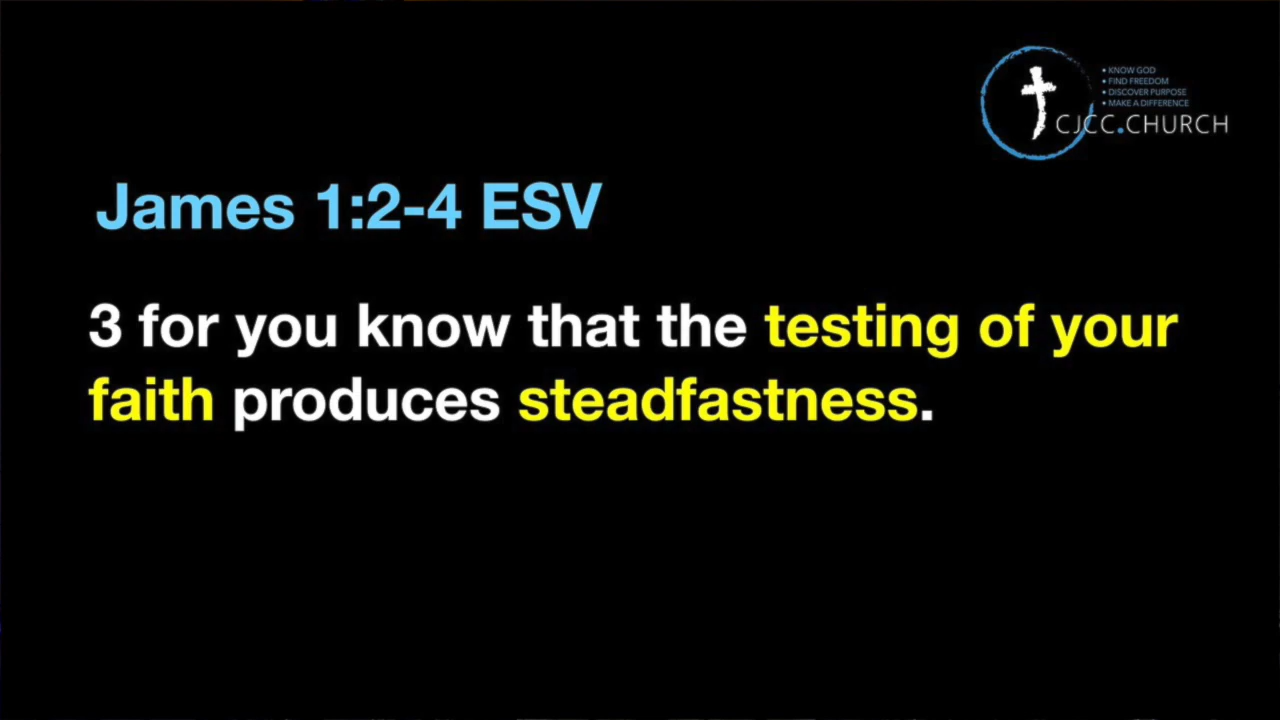 • KNOW GOD
• FIND FREEDOM
• DISCOVER PURPOSE
• MAKE A DIFFERENCE
CJCC.CHURCH
James 1:2-4 ESV
3 for you know that the testing of your
faith produces steadfastness.